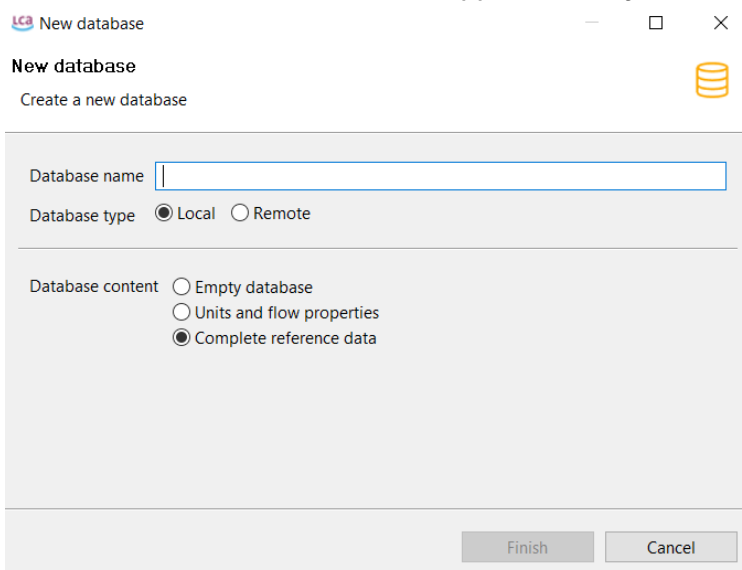 LCA New database
New database
Create a new database
Database name
Database type Local Remote
Database content Empty database
Units and flow properties
Complete reference data
Finish Cancel